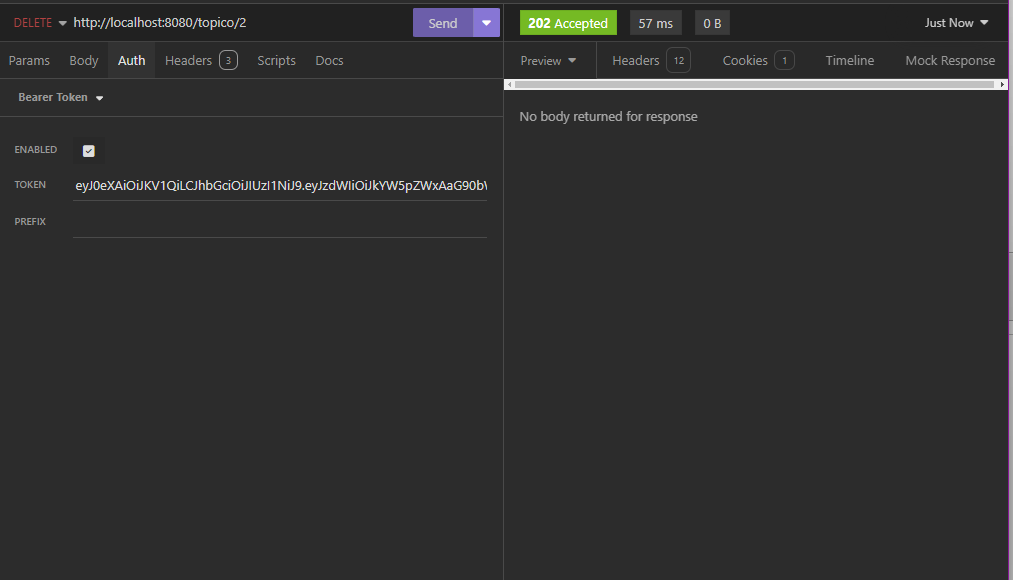 DELETE http://localhost:8080/topico/2 Send
Params Body Auth Headers 3 Scripts Docs
Bearer Token
ENABLED
TOKEN eyJ0eXAiOiJKV1QiLCJhbGciOiJIUzI1NiJ9.eyJzdWIiOiJkYW5pZWxAaG90bV
PREFIX
202 Accepted 57 ms 0 B Just Now
Preview Headers 12 Cookies 1 Timeline Mock Response
No body returned for response